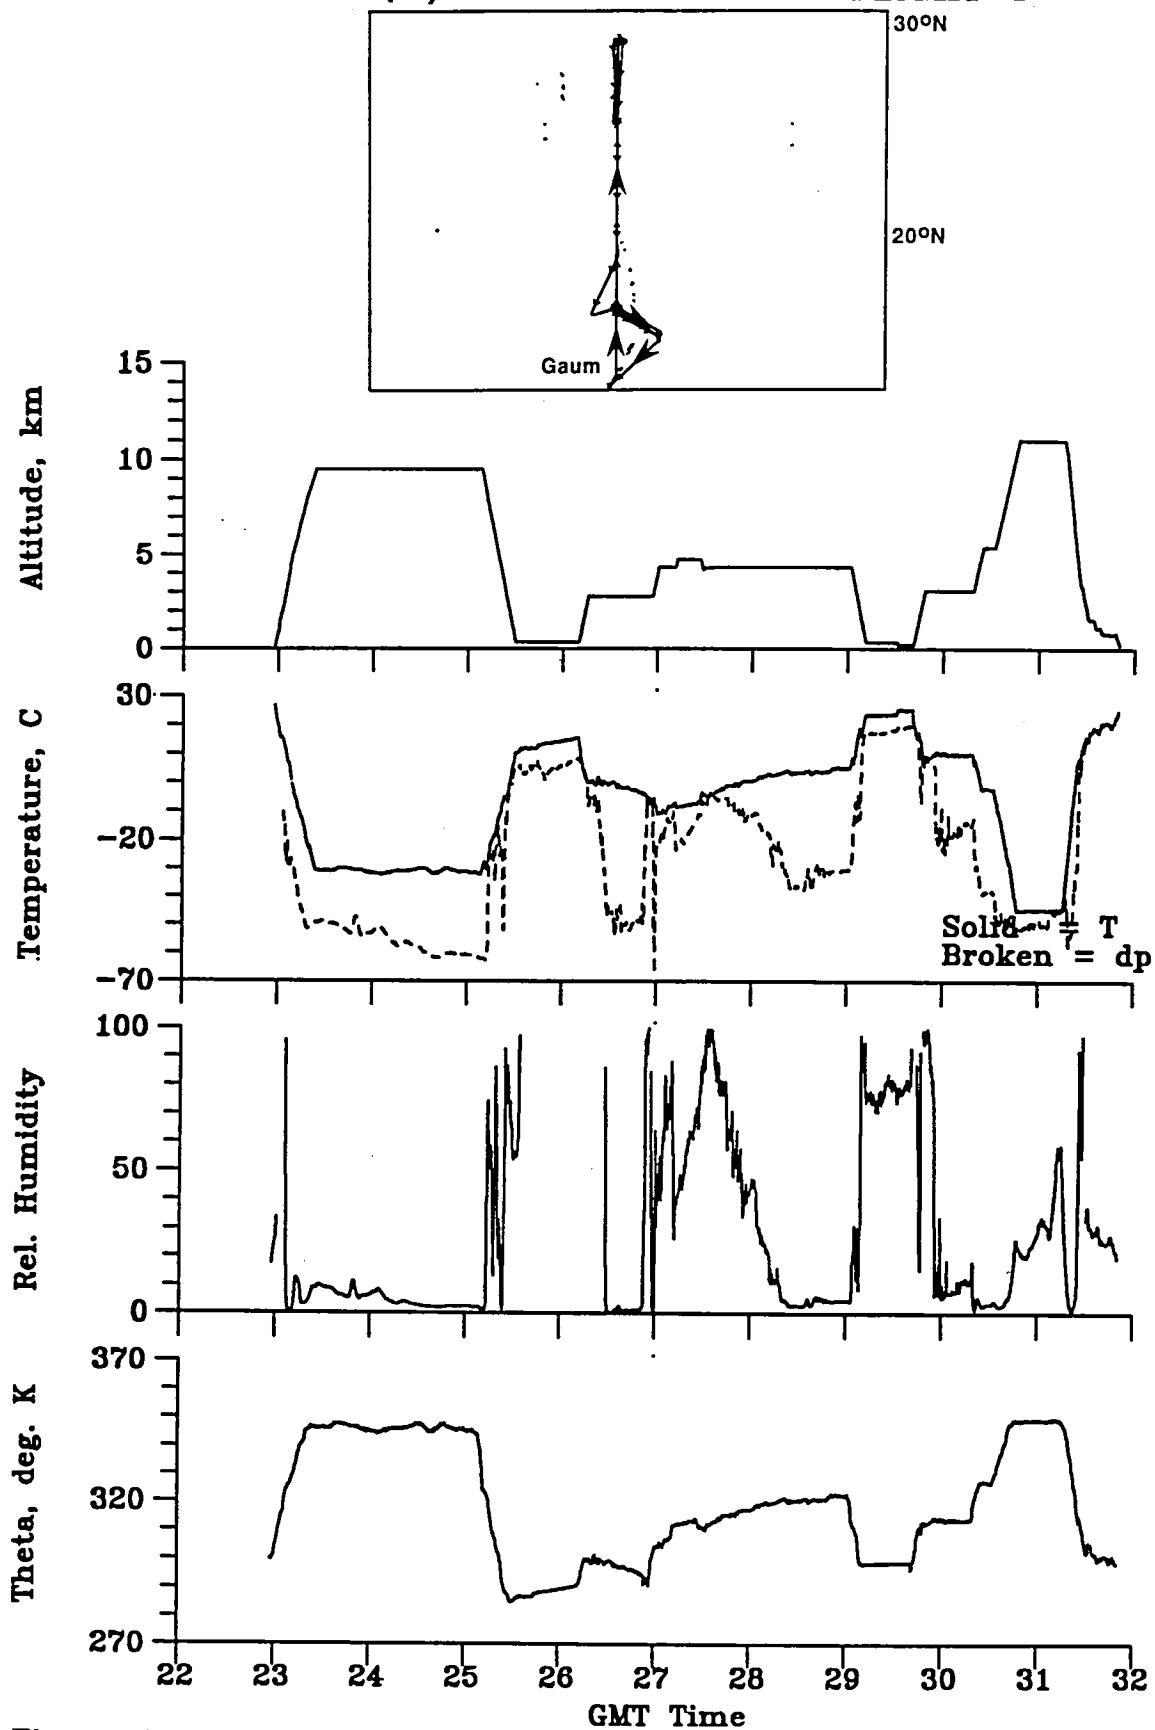 30°N
20°N
Gaum
15
10
5
0
Altitude, km
30
-20
-70
Temperature, C
Solid = T
Broken = dp
100
50
0
Rel. Humidity
370
320
270
Theta, deg. K
22 23 24 25 26 27 28 29 30 31 32
GMT Time